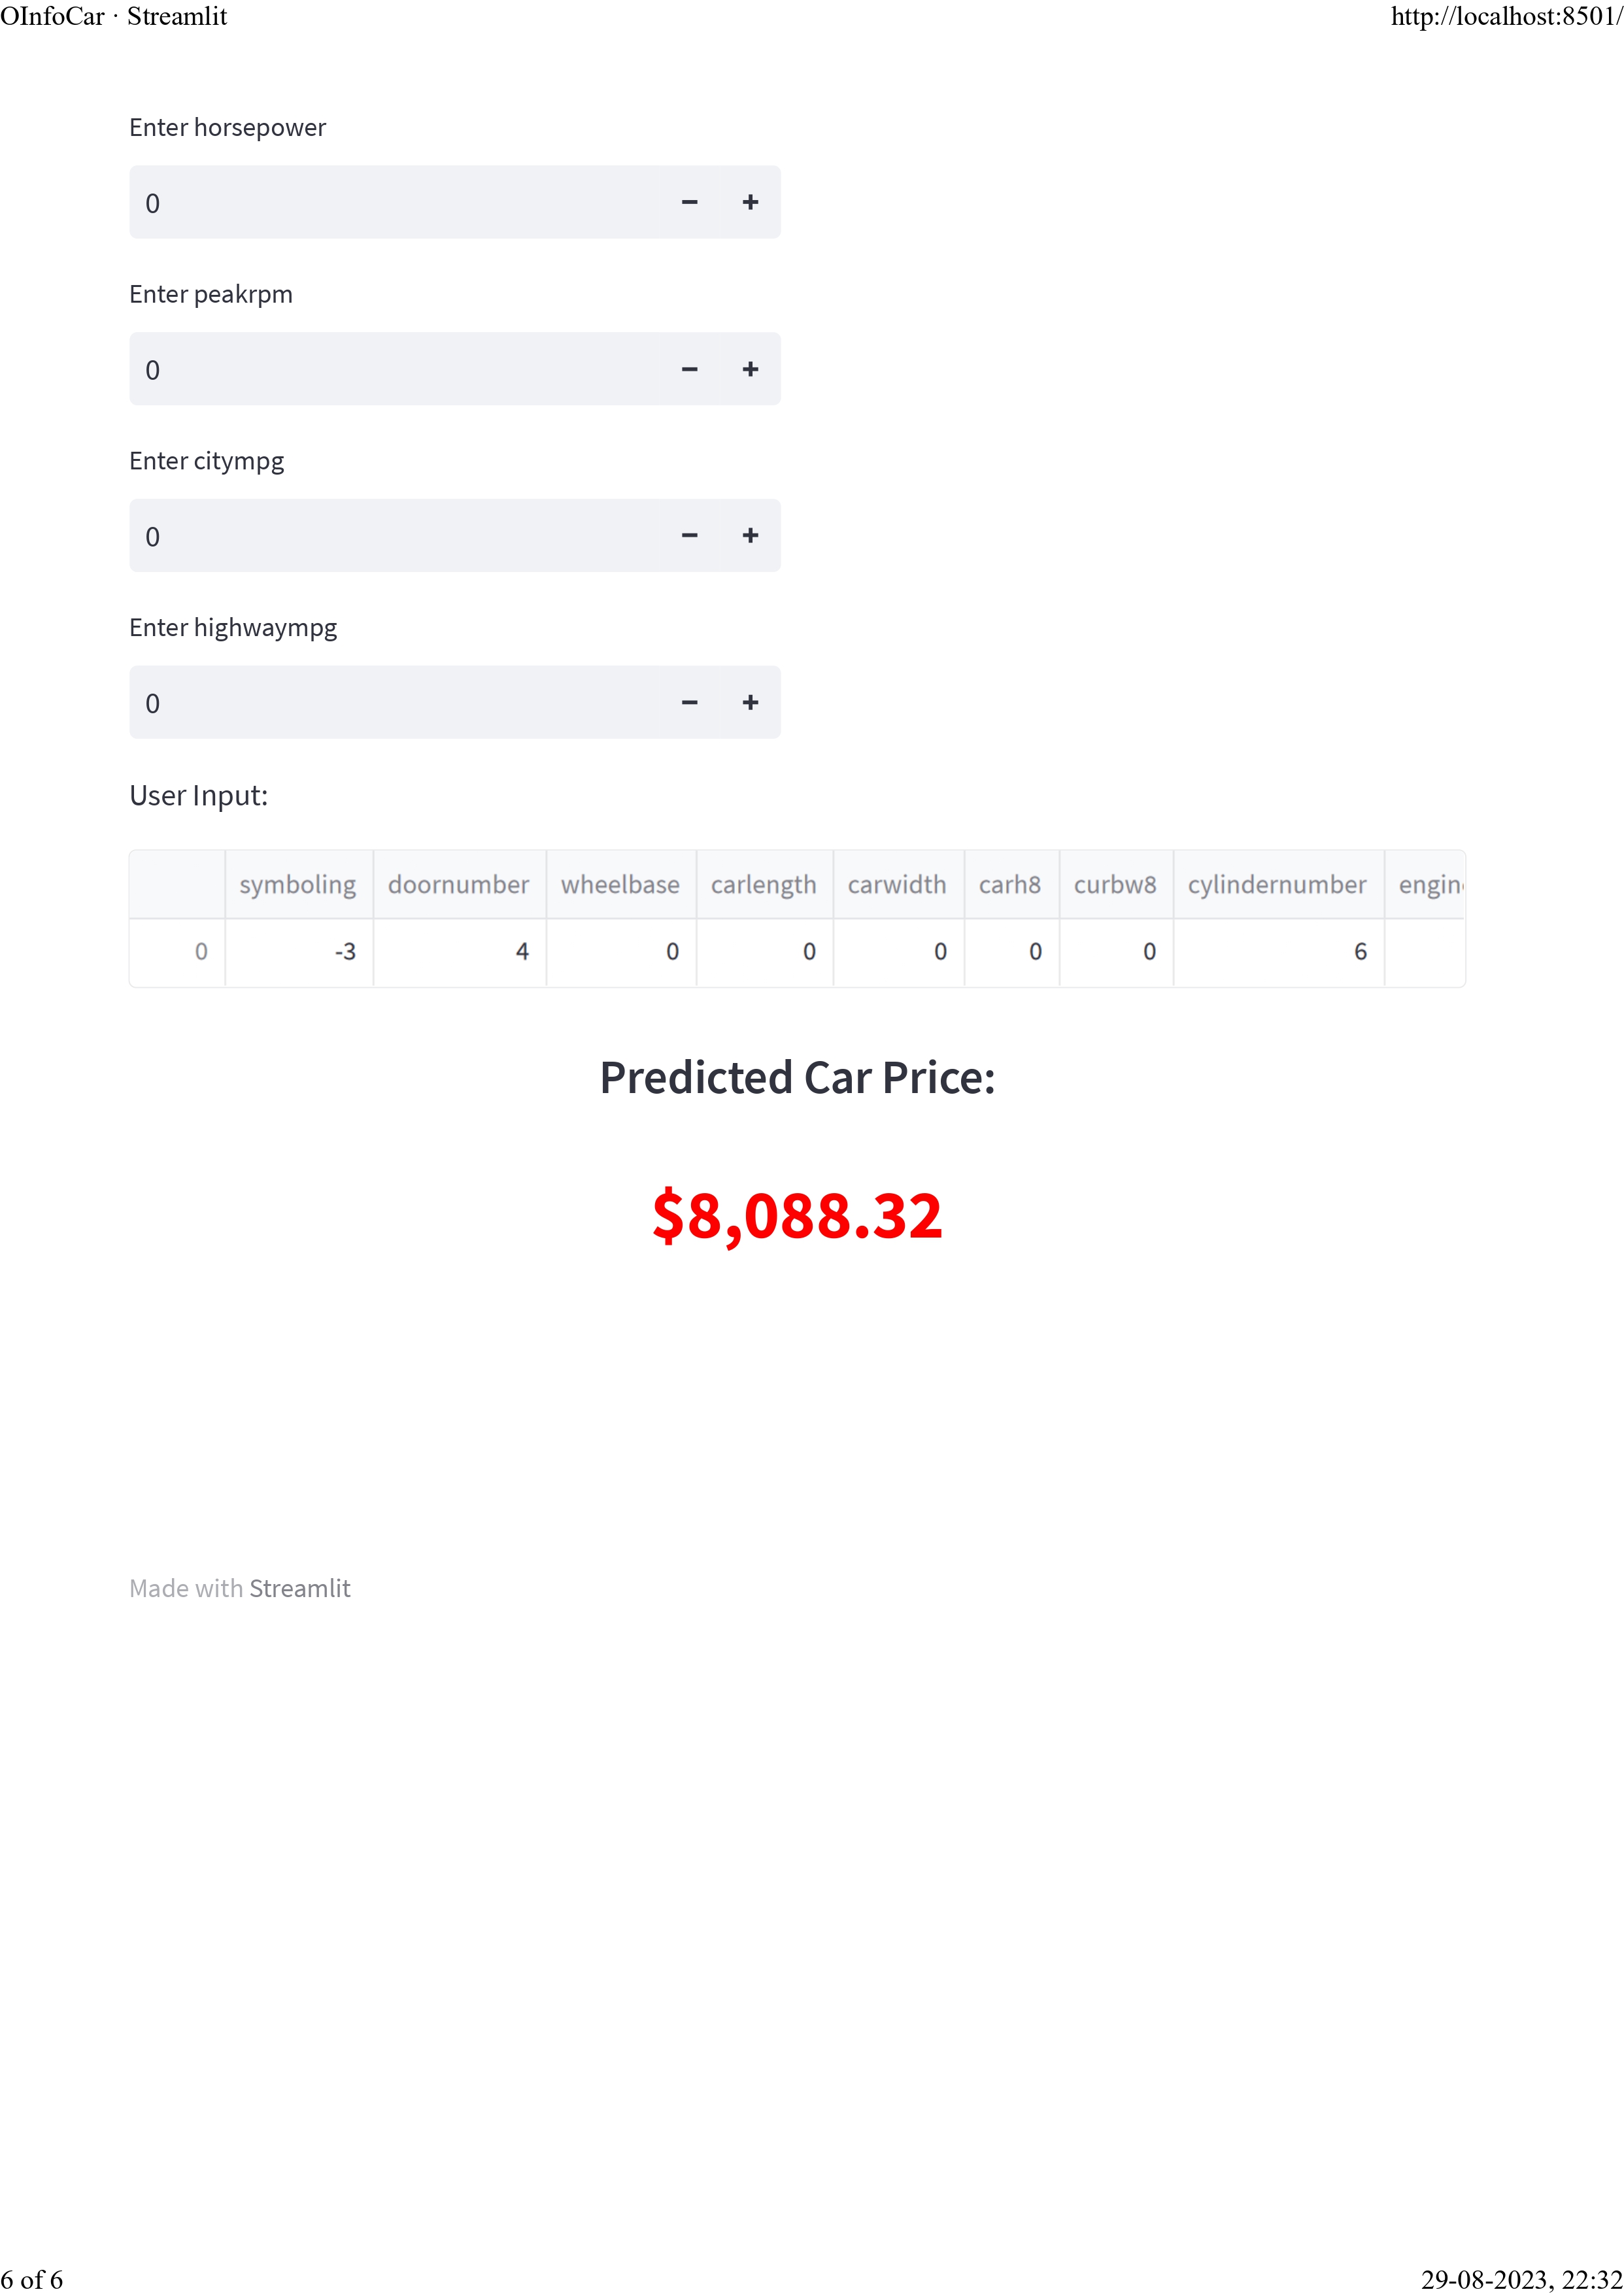 OInfoCar · Streamlit http://localhost:8501/
Enter horsepower
0 − +
Enter peakrpm
0 − +
Enter citympg
0 − +
Enter highwaympg
0 − +
User Input:
symboling doornumber wheelbase carlength carwidth carh8 curbw8 cylindernumber engin
0 -3 4 0 0 0 0 0 6
Predicted Car Price:
$8,088.32
Made with Streamlit
6 of 6 29-08-2023, 22:32